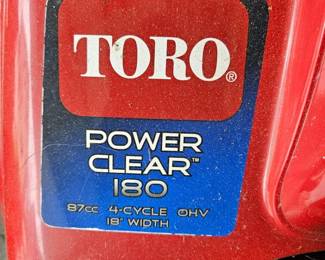 TORO®
POWER
CLEAR™
180
87cc 4-CYCLE OHV
18" WIDTH